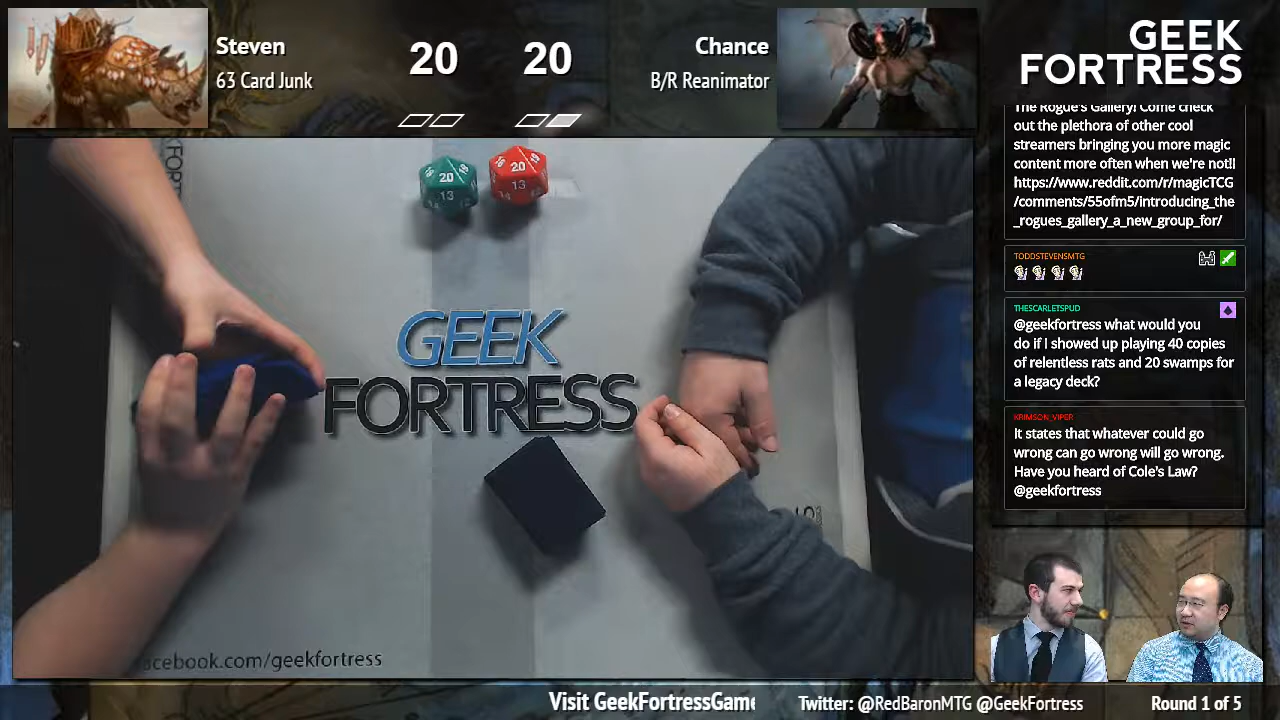 Steven
63 Card Junk
20
20
Chance
B/R Reanimator
GEEK
FORTRESS
The Rogue's Gallery! Come check
out the plethora of other cool
streamers bringing you more magic
content more often when we're not!!
https://www.reddit.com/r/magicTCG
/comments/55ofm5/introducing_the
_rogues_gallery_a_new_group_for/
TODDSTEVENSMTG
THESCARLETSPUD
@geekfortress what would you
do if I showed up playing 40 copies
of relentless rats and 20 swamps for
a legacy deck?
KRIMSON_VIPER
It states that whatever could go
wrong can go wrong will go wrong.
Have you heard of Cole's Law?
@geekfortress
FORT
20
13
20
13
GEEK
FORTRESS
acebook.com/geekfortress
Visit GeekFortressGame
Twitter: @RedBaronMTG @GeekFortress
Round 1 of 5